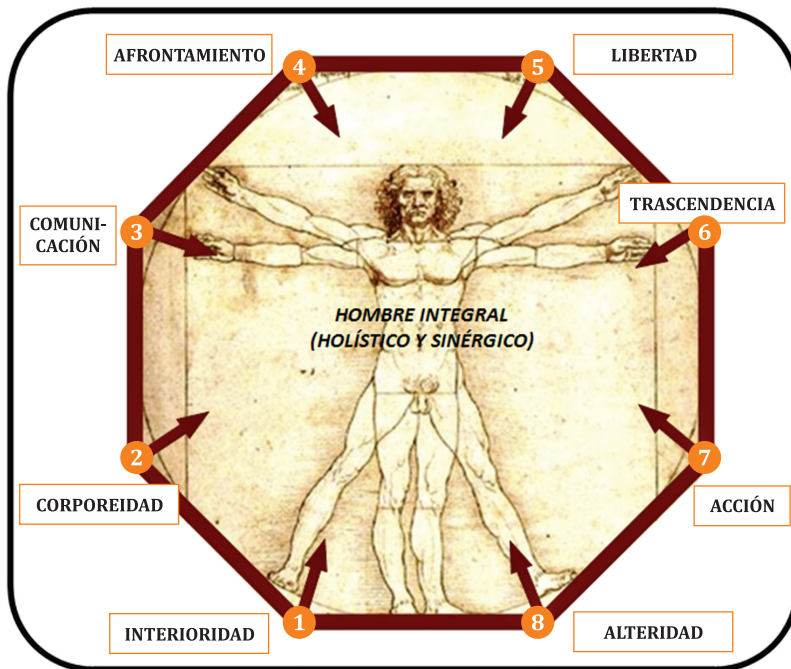 AFRONTAMIENTO
4
5
LIBERTAD
COMUNI-
CACIÓN
3
TRASCENDENCIA
6
HOMBRE INTEGRAL
(HOLÍSTICO Y SINÉRGICO)
2
CORPOREIDAD
7
ACCIÓN
INTERIORIDAD
1
8
ALTERIDAD